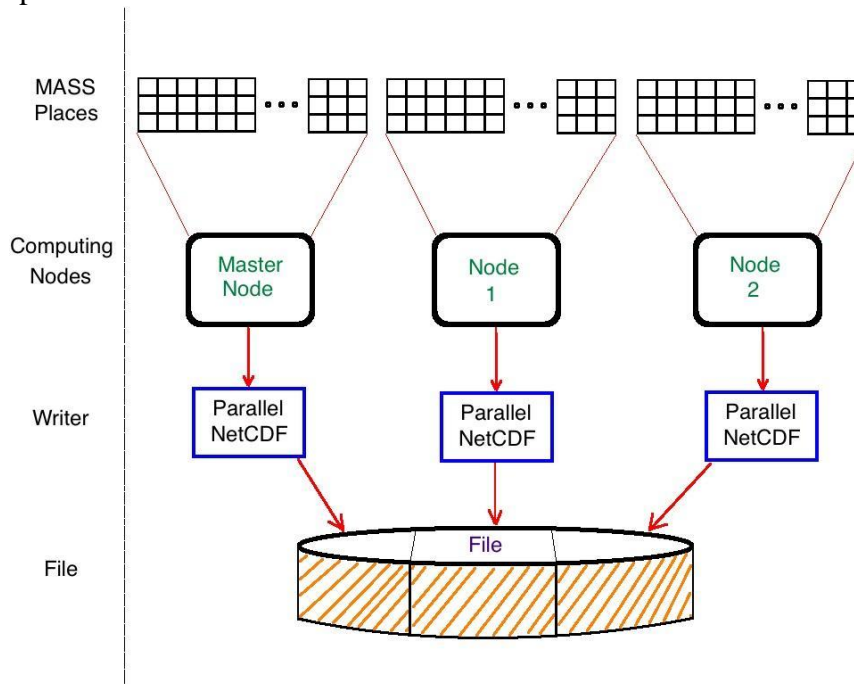 MASS
Places
Computing
Nodes
Master
Node
Node
1
Node
2
Writer
Parallel
NetCDF
Parallel
NetCDF
Parallel
NetCDF
File
File